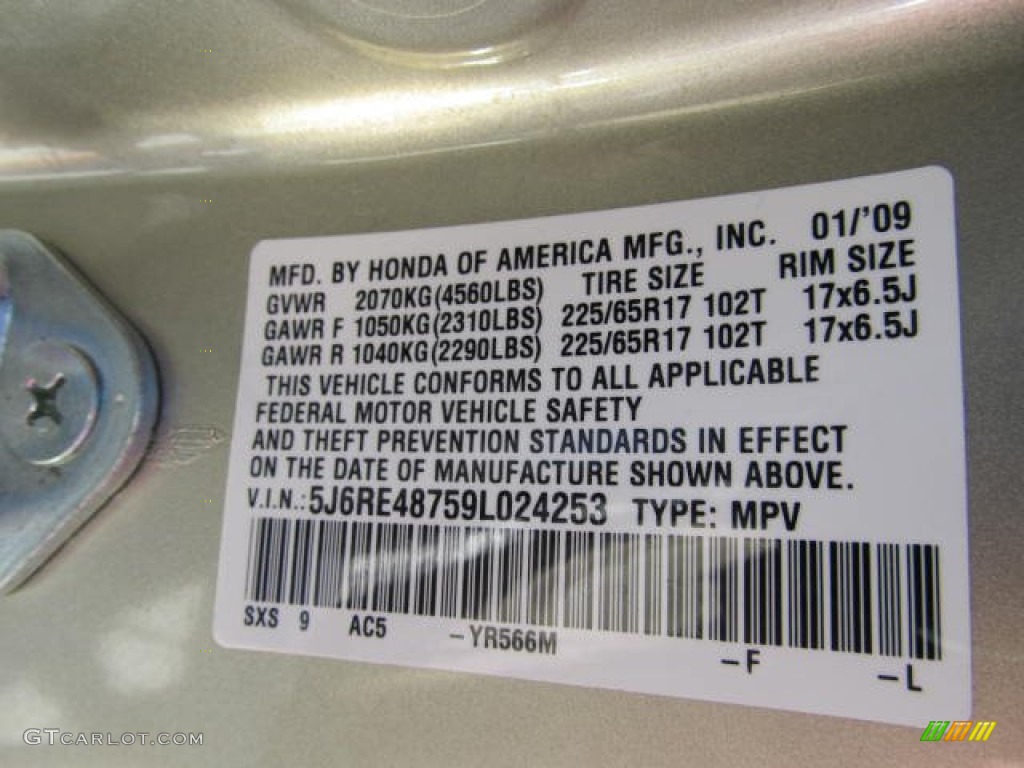 MFD. BY HONDA OF AMERICA MFG., INC. 01/'09
GVWR 2070KG(4560LBS) TIRE SIZE RIM SIZE
GAWR F 1050KG(2310LBS) 225/65R17 102T 17x6.5J
GAWR R 1040KG(2290LBS) 225/65R17 102T 17x6.5J
THIS VEHICLE CONFORMS TO ALL APPLICABLE
FEDERAL MOTOR VEHICLE SAFETY
AND THEFT PREVENTION STANDARDS IN EFFECT
ON THE DATE OF MANUFACTURE SHOWN ABOVE.
V.I.N.: 5J6RE48759L024253 TYPE: MPV
SXS 9 AC5 -YR566M -F -L
GTCARLOT.COM